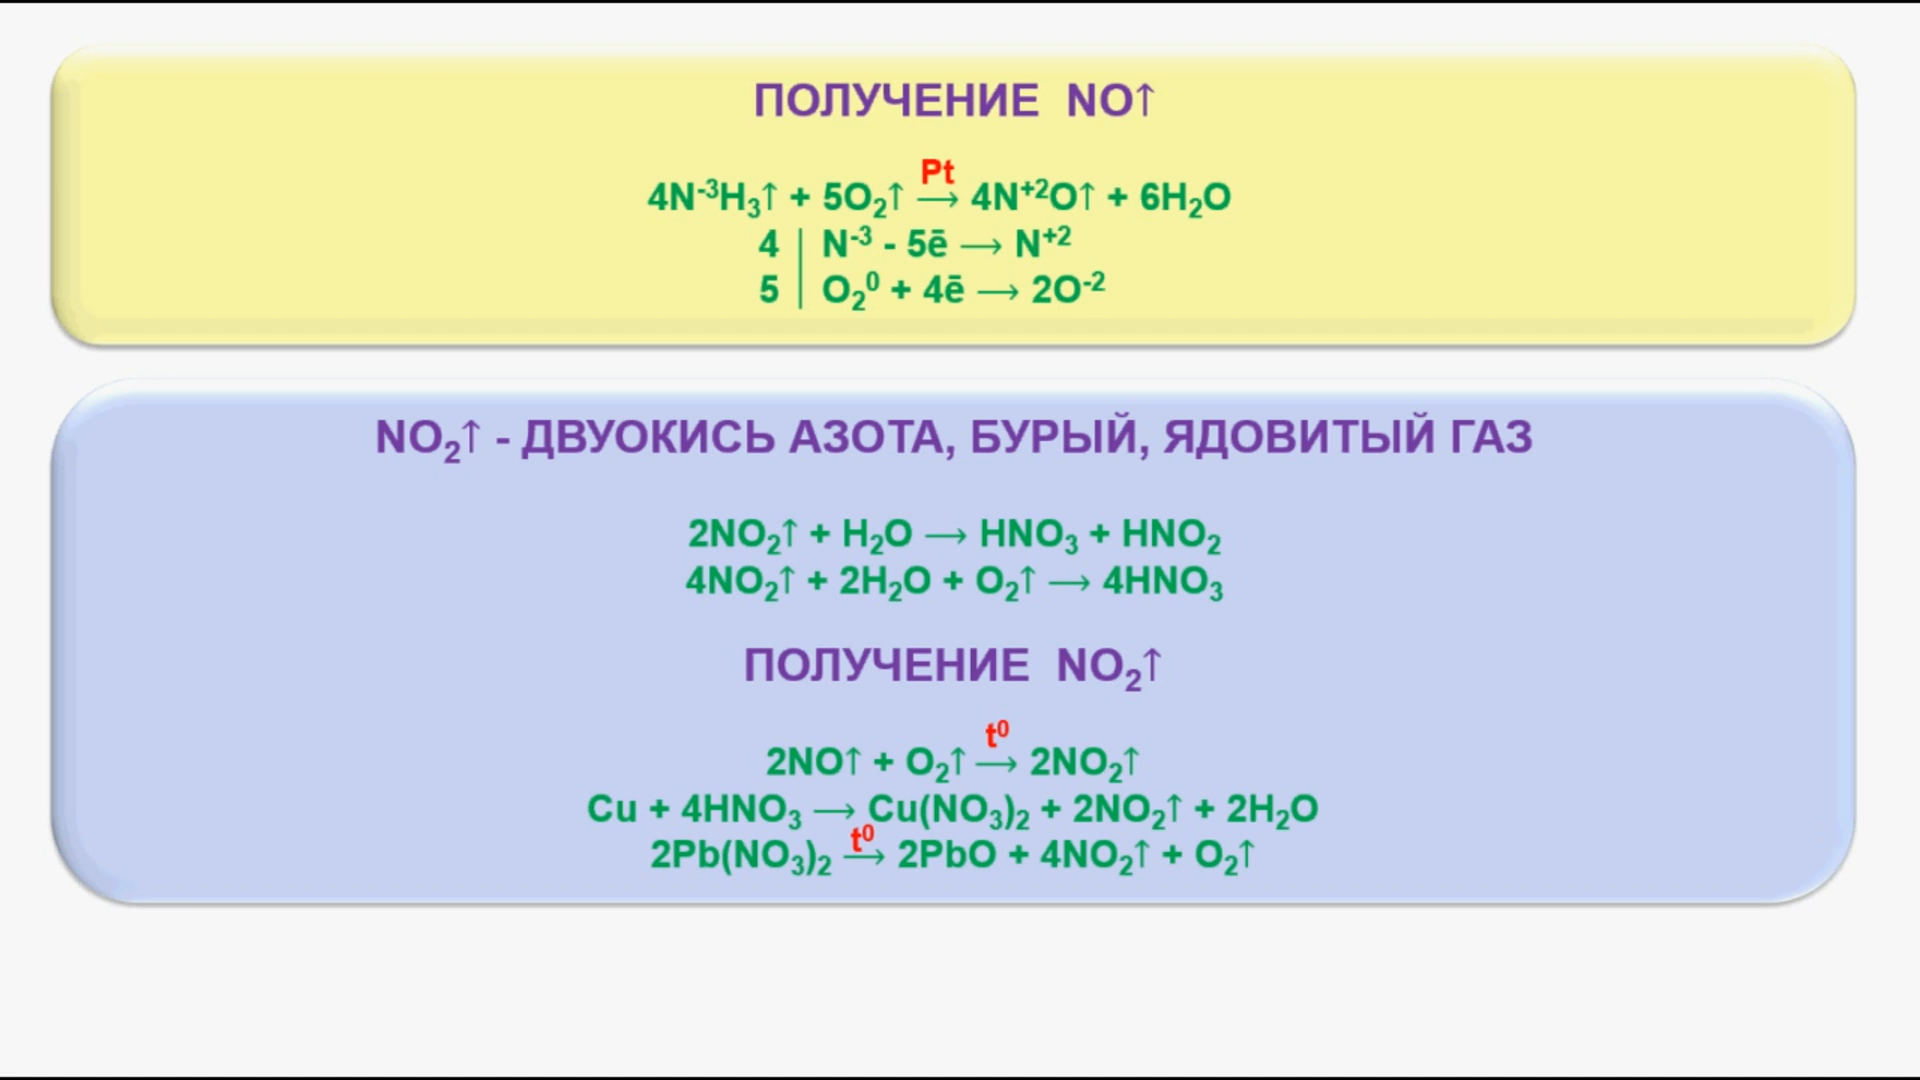 ПОЛУЧЕНИЕ NO↑
Pt
4N⁻³H₃↑ + 5O₂↑ ⟶ 4N⁺²O↑ + 6H₂O
4 | N⁻³ - 5ē ⟶ N⁺²
5 | O₂⁰ + 4ē ⟶ 2O⁻²
NO₂↑ - ДВУОКИСЬ АЗОТА, БУРЫЙ, ЯДОВИТЫЙ ГАЗ
2NO₂↑ + H₂O ⟶ HNO₃ + HNO₂
4NO₂↑ + 2H₂O + O₂↑ ⟶ 4HNO₃
ПОЛУЧЕНИЕ NO₂↑
t⁰
2NO↑ + O₂↑ ⟶ 2NO₂↑
Cu + 4HNO₃ ⟶ Cu(NO₃)₂ + 2NO₂↑ + 2H₂O
t⁰
2Pb(NO₃)₂ ⟶ 2PbO + 4NO₂↑ + O₂↑